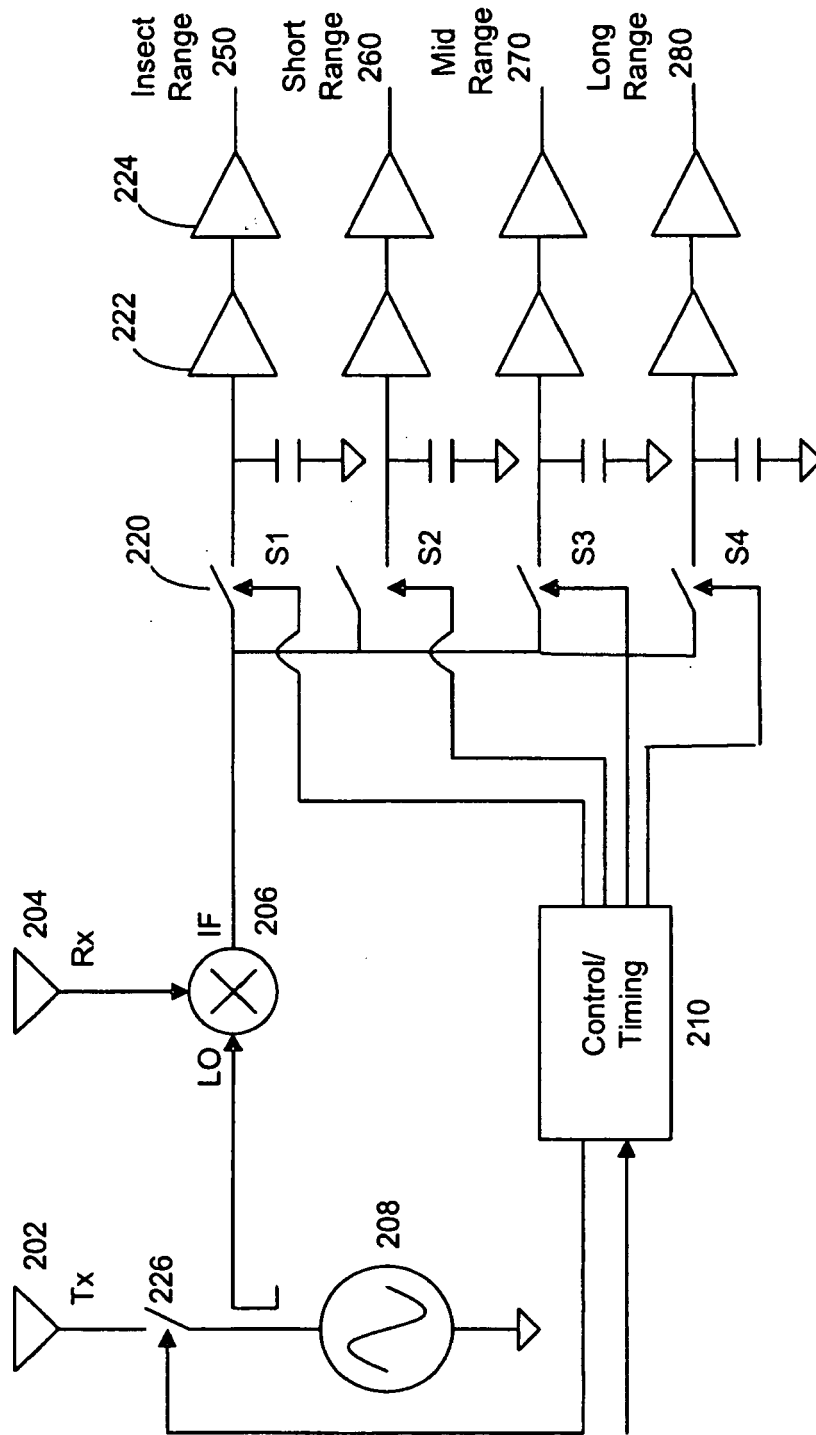 202
Tx
226
208
204
Rx
LO
IF
206
Control/
Timing
210
220
S1
S2
S3
S4
222
224
Insect
Range
250
Short
Range
260
Mid
Range
270
Long
Range
280